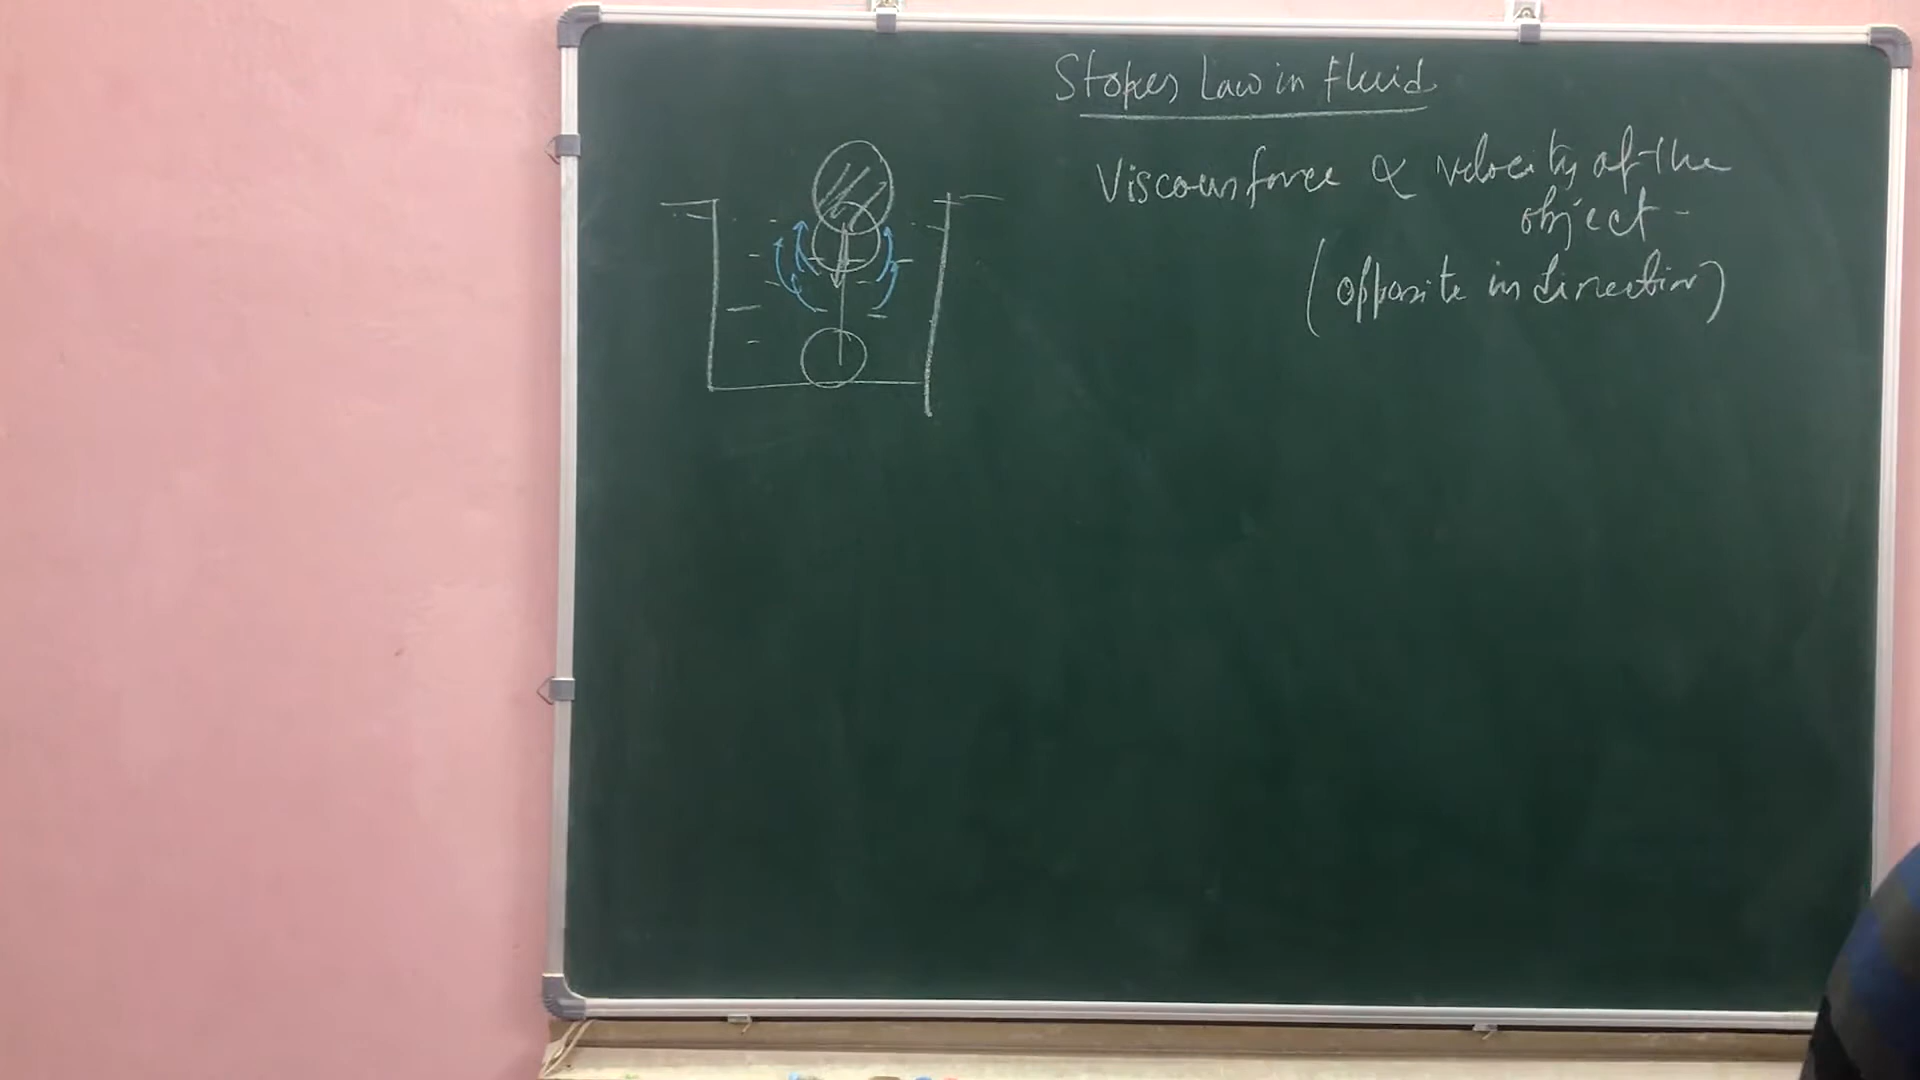 Stokes Law in Fluid
Viscous force ∝ velocity of the
object -
(opposite in direction)